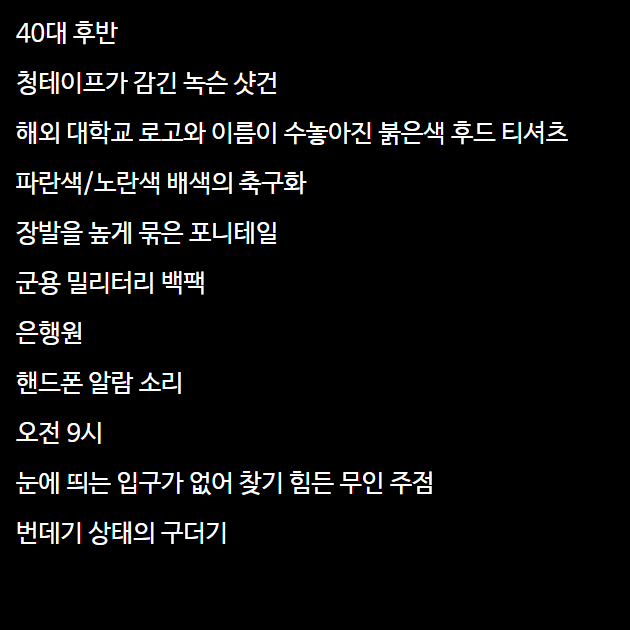 40대 후반
청테이프가 감긴 녹슨 샷건
해외 대학교 로고와 이름이 수놓아진 붉은색 후드 티셔츠
파란색/노란색 배색의 축구화
장발을 높게 묶은 포니테일
군용 밀리터리 백팩
은행원
핸드폰 알람 소리
오전 9시
눈에 띄는 입구가 없어 찾기 힘든 무인 주점
번데기 상태의 구더기